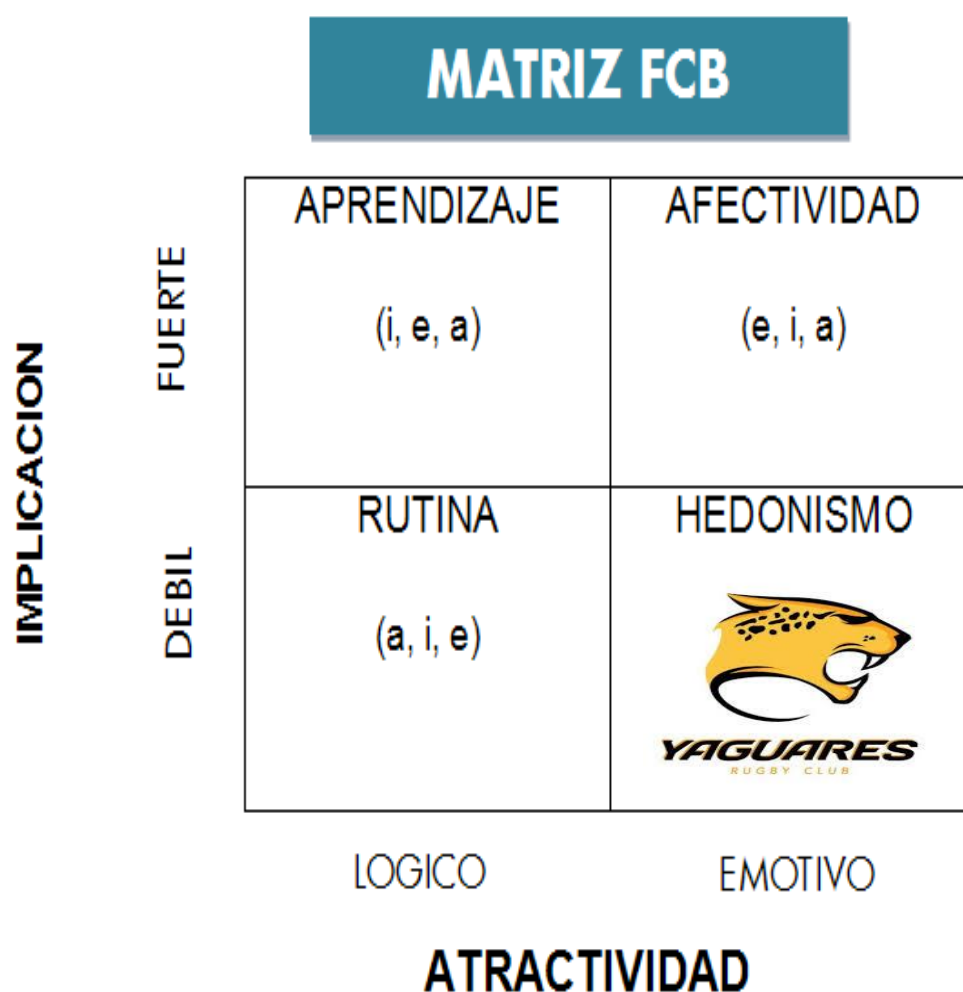 MATRIZ FCB
APRENDIZAJE
AFECTIVIDAD
FUERTE
(i, e, a)
(e, i, a)
IMPLICACION
RUTINA
HEDONISMO
DEBIL
(a, i, e)
YAGUARES
RUGBY CLUB
LOGICO
EMOTIVO
ATRACTIVIDAD